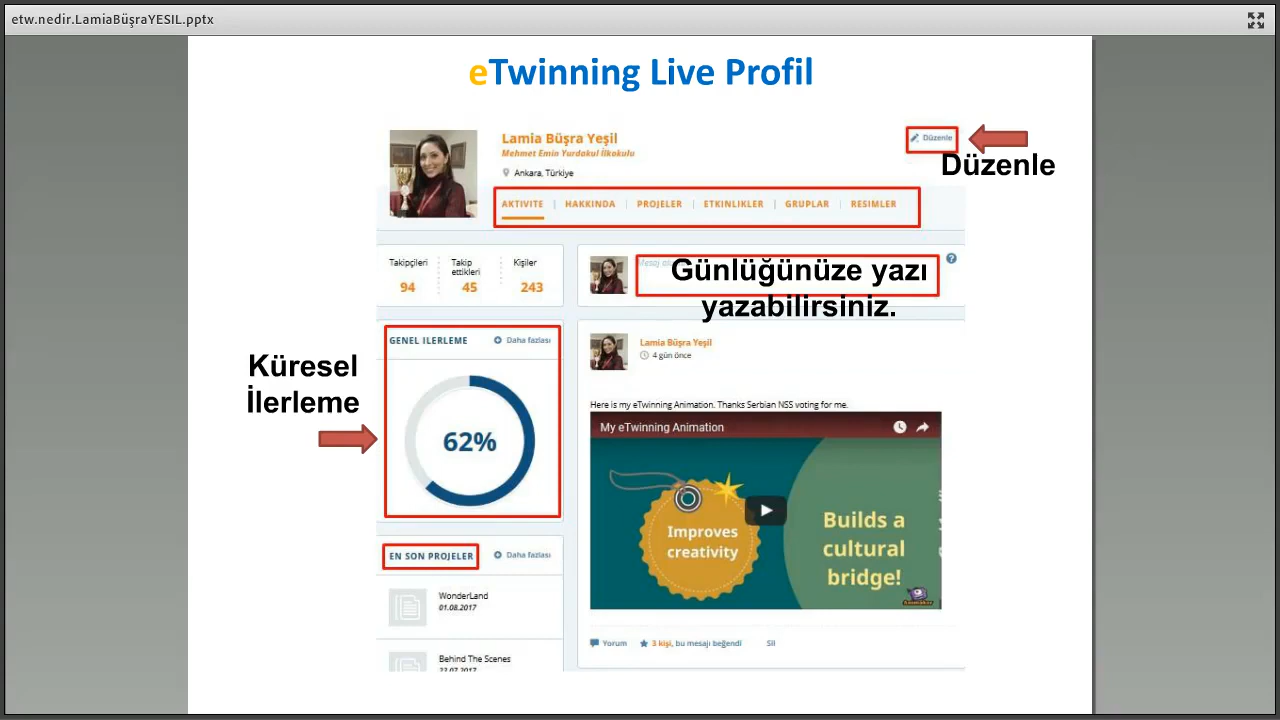 etw.nedir.LamiaBüşraYESIL.pptx
eTwinning Live Profil
Lamia Büşra Yeşil
Mehmet Emin Yurdakul İlkokulu
Ankara, Türkiye
Düzenle
Düzenle
AKTIVITE | HAKKINDA | PROJELER | ETKINLIKLER | GRUPLAR | RESIMLER
Takipçileri
94
Takip
ettikleri
45
Kişiler
243
Günlüğünüze yazı
yazabilirsiniz.
GENEL ILERLEME
Daha fazlası
62%
Küresel
İlerleme
EN SON PROJELER
Daha fazlası
WonderLand
01.08.2017
Behind The Scenes
23.07.2017
Lamia Büşra Yeşil
4 gün önce
Here is my eTwinning Animation. Thanks Serbian NSS voting for me.
My eTwinning Animation
Improves
creativity
Builds a
cultural
bridge!
Yorum
3 kişi, bu mesajı beğendi
Sil